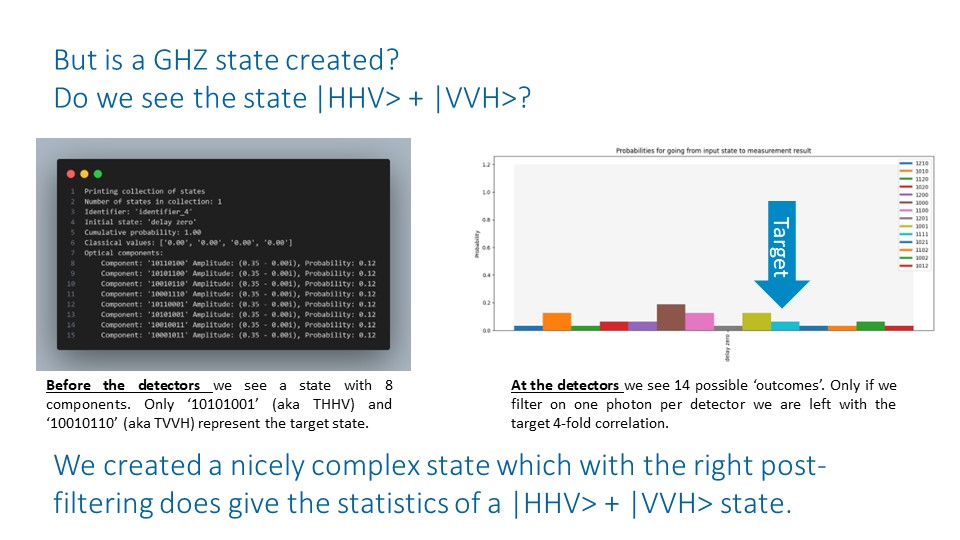 But is a GHZ state created?
Do we see the state |HHV> + |VVH>?
1 Printing collection of states
2 Number of states in collection: 1
3 Identifier: 'identifier_4'
4 Initial state: 'delay zero'
5 Cumulative probability: 1.00
6 Classical values: ['0.00', '0.00', '0.00', '0.00']
7 Optical components:
8 Component: '10110100' Amplitude: (0.35 - 0.00i), Probability: 0.12
9 Component: '10101100' Amplitude: (0.35 - 0.00i), Probability: 0.12
10 Component: '10010110' Amplitude: (0.35 - 0.00i), Probability: 0.12
11 Component: '10001110' Amplitude: (0.35 - 0.00i), Probability: 0.12
12 Component: '10110001' Amplitude: (0.35 - 0.00i), Probability: 0.12
13 Component: '10101001' Amplitude: (0.35 - 0.00i), Probability: 0.12
14 Component: '10010011' Amplitude: (0.35 - 0.00i), Probability: 0.12
15 Component: '10001011' Amplitude: (0.35 - 0.00i), Probability: 0.12
Probabilities for going from input state to measurement result
Probability
1.2
1.0
0.8
0.6
0.4
0.2
0.0
delay zero
Target
1210
1010
1120
1020
1200
1000
1100
1201
1001
1111
1021
1102
1002
1012
Before the detectors we see a state with 8
components. Only ‘10101001’ (aka THHV) and
‘10010110’ (aka TVVH) represent the target state.
At the detectors we see 14 possible ‘outcomes’. Only if we
filter on one photon per detector we are left with the
target 4-fold correlation.
We created a nicely complex state which with the right post-
filtering does give the statistics of a |HHV> + |VVH> state.